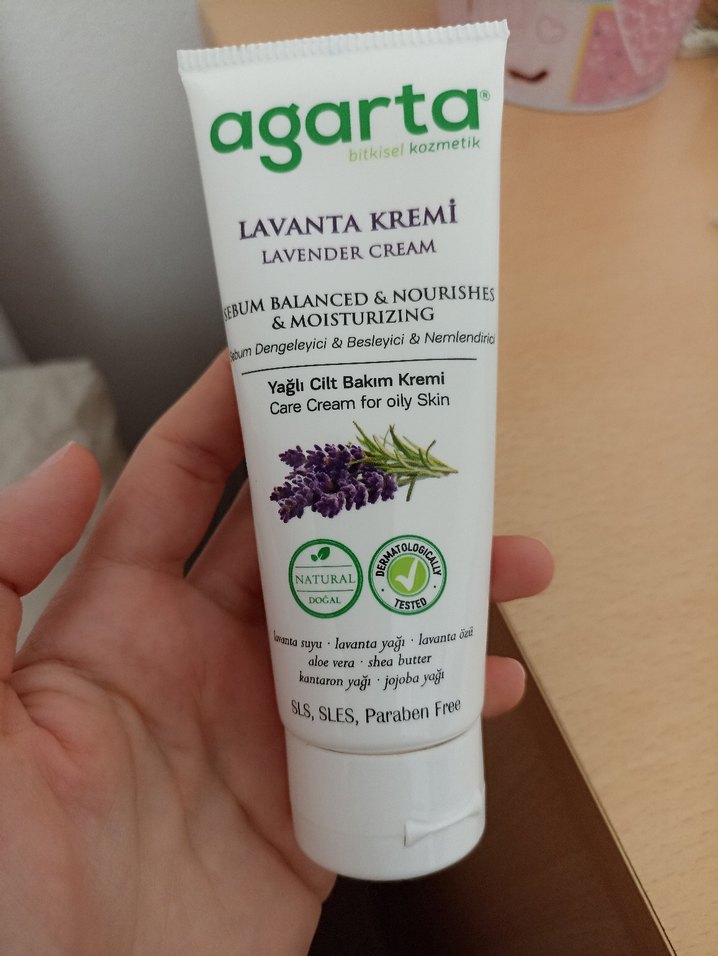 agarta®
bitkisel kozmetik
LAVANTA KREMİ
LAVENDER CREAM
SEBUM BALANCED & NOURISHES
& MOISTURIZING
Sebum Dengeleyici & Besleyici & Nemlendirici
Yağlı Cilt Bakım Kremi
Care Cream for oily Skin
NATURAL
DOĞAL
DERMATOLOGICALLY
TESTED
lavanta suyu · lavanta yağı · lavanta özü
aloe vera · shea butter
kantaron yağı · jojoba yağı
SLS, SLES, Paraben Free